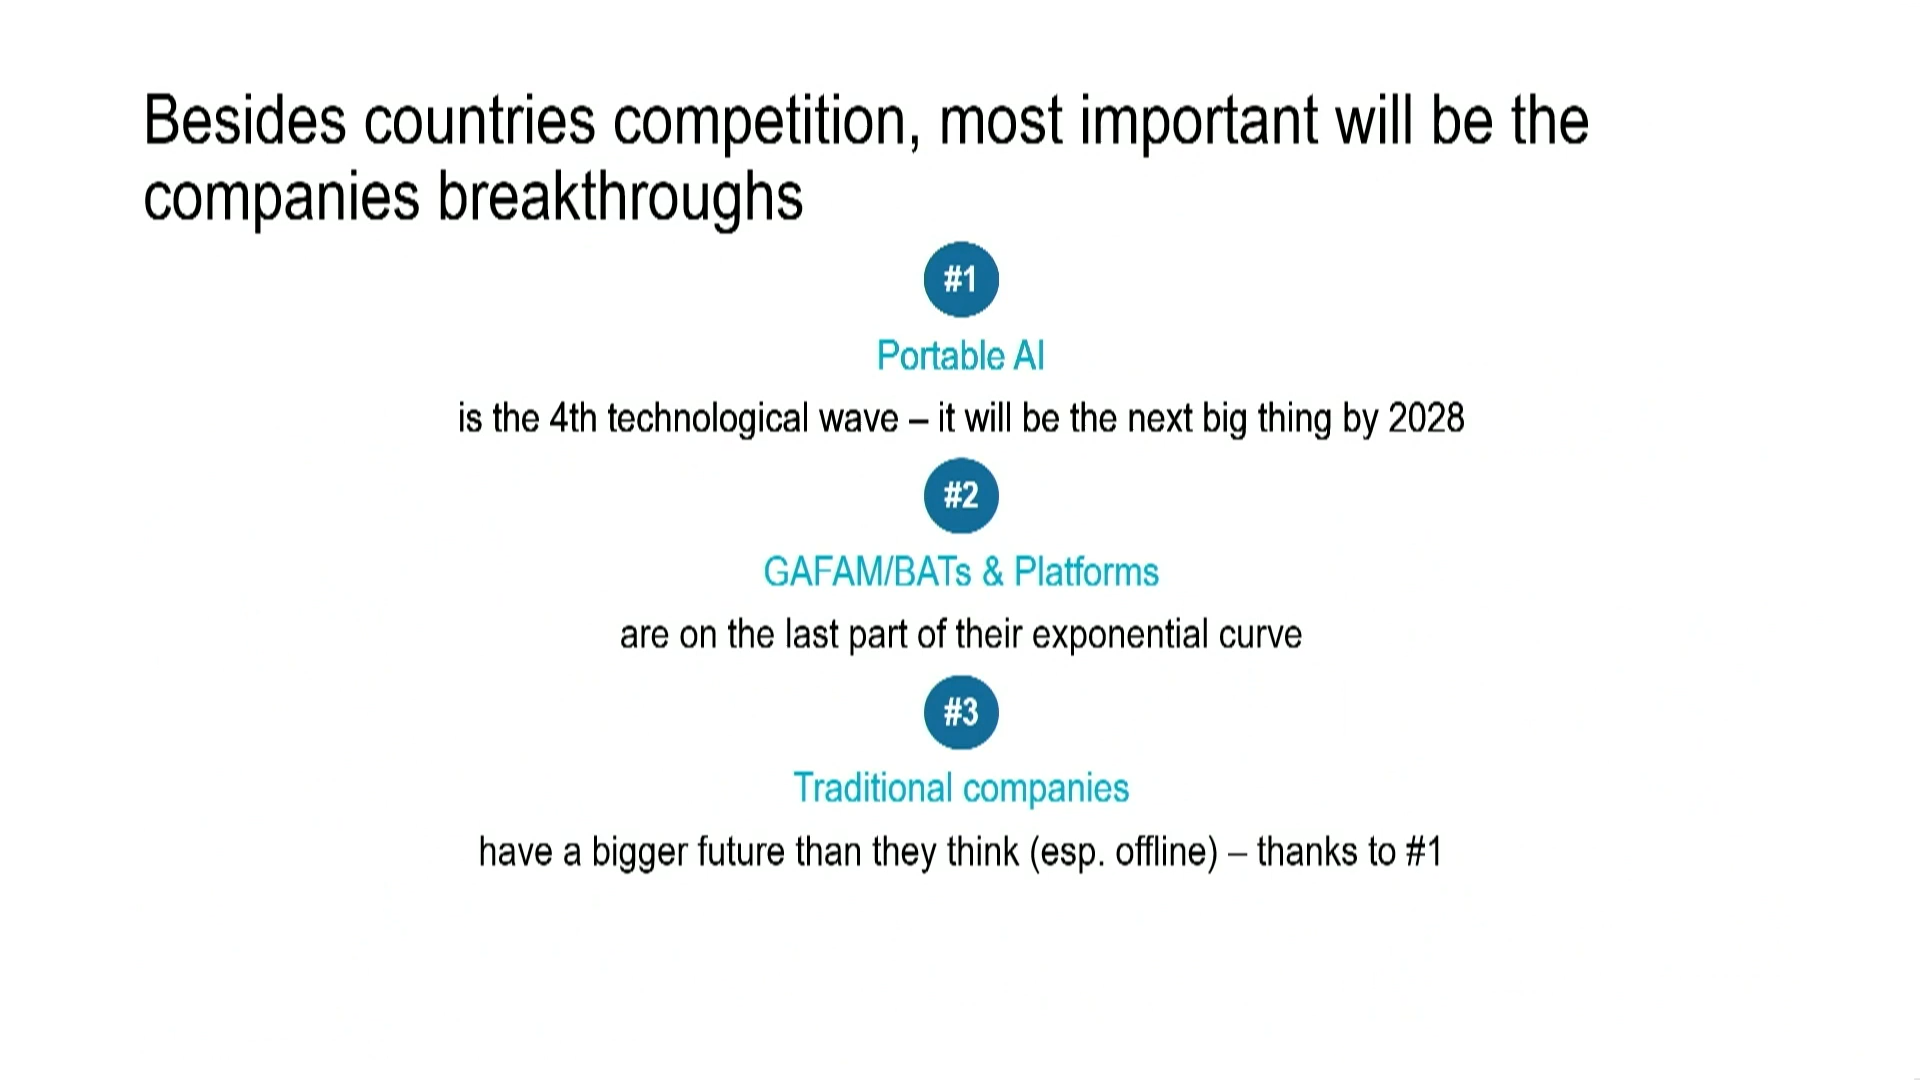 Besides countries competition, most important will be the
companies breakthroughs
#1
Portable AI
is the 4th technological wave – it will be the next big thing by 2028
#2
GAFAM/BATs & Platforms
are on the last part of their exponential curve
#3
Traditional companies
have a bigger future than they think (esp. offline) – thanks to #1